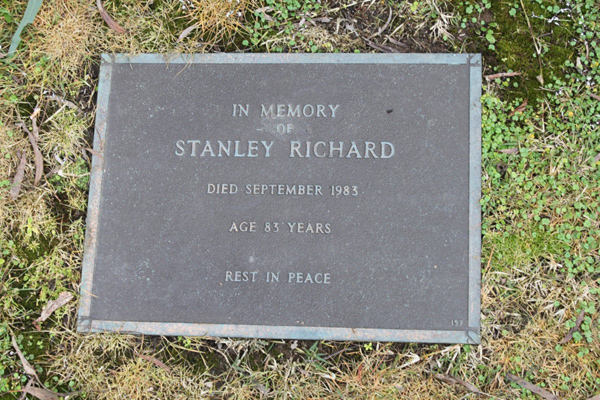 IN MEMORY
OF
STANLEY RICHARD
DIED SEPTEMBER 1983
AGE 83 YEARS
REST IN PEACE